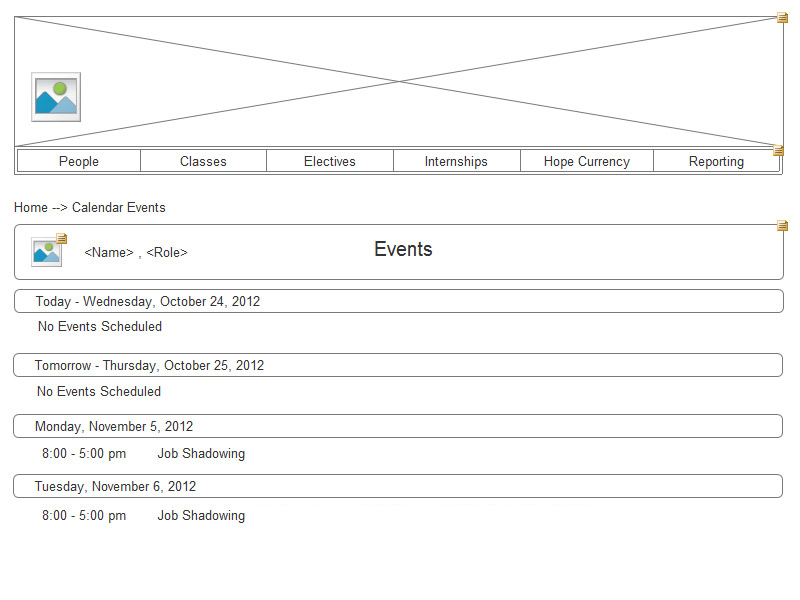 People Classes Electives Internships Hope Currency Reporting
Home --> Calendar Events
<Name> , <Role> Events
Today - Wednesday, October 24, 2012
No Events Scheduled
Tomorrow - Thursday, October 25, 2012
No Events Scheduled
Monday, November 5, 2012
8:00 - 5:00 pm Job Shadowing
Tuesday, November 6, 2012
8:00 - 5:00 pm Job Shadowing